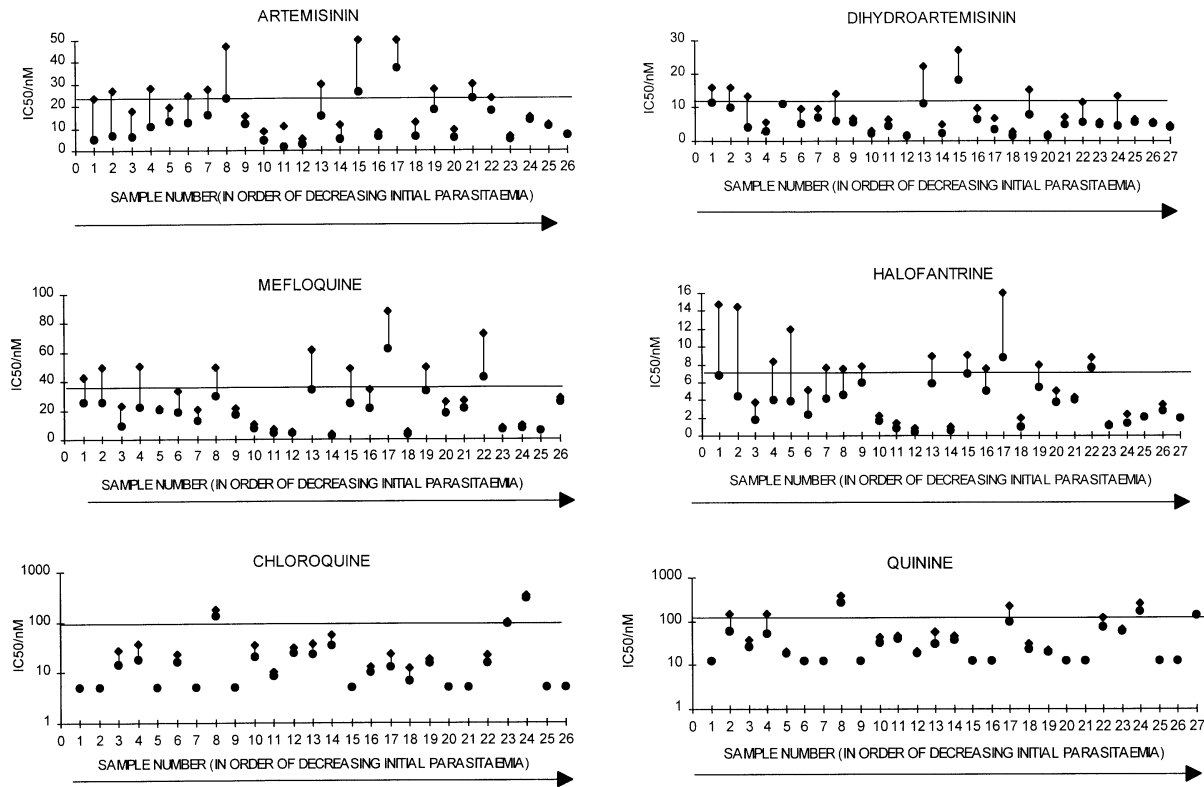 ARTEMISININ
50
40
30
20
10
0
IC50/nM
0 1 2 3 4 5 6 7 8 9 10 11 12 13 14 15 16 17 18 19 20 21 22 23 24 25 26
SAMPLE NUMBER(IN ORDER OF DECREASING INITIAL PARASITAEMIA)
DIHYDROARTEMISININ
30
20
10
0
IC50/nM
0 1 2 3 4 5 6 7 8 9 10 11 12 13 14 15 16 17 18 19 20 21 22 23 24 25 26 27
SAMPLE NUMBER (IN ORDER OF DECREASING INITIAL PARASITAEMIA)
MEFLOQUINE
100
80
60
40
20
0
IC50/nM
0 1 2 3 4 5 6 7 8 9 10 11 12 13 14 15 16 17 18 19 20 21 22 23 24 25 26
SAMPLE NUMBER (IN ORDER OF DECREASING INITIAL PARASITAEMIA)
HALOFANTRINE
16
14
12
10
8
6
4
2
0
IC50/nM
0 1 2 3 4 5 6 7 8 9 10 11 12 13 14 15 16 17 18 19 20 21 22 23 24 25 26 27
SAMPLE NUMBER (IN ORDER OF DECREASING INITIAL PARASITAEMIA)
CHLOROQUINE
1000
100
10
1
IC50/nM
0 1 2 3 4 5 6 7 8 9 10 11 12 13 14 15 16 17 18 19 20 21 22 23 24 25 26
SAMPLE NUMBER (IN ORDER OF DECREASING INITIAL PARASITAEMIA)
QUININE
1000
100
10
1
IC50/nM
0 1 2 3 4 5 6 7 8 9 10 11 12 13 14 15 16 17 18 19 20 21 22 23 24 25 26 27
SAMPLE NUMBER (IN ORDER OF DECREASING INITIAL PARASITAEMIA)